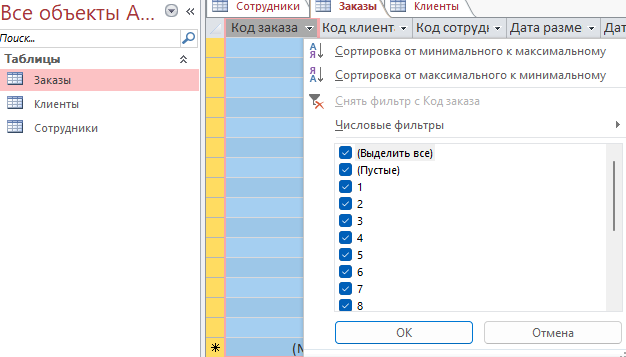 Все объекты A...
Поиск...
Таблицы
Заказы
Клиенты
Сотрудники
Сотрудники Заказы Клиенты
Код заказа Код клиент Код сотруд Дата разме Дат
Сортировка от минимального к максимальному
Сортировка от максимального к минимальному
Снять фильтр с Код заказа
Числовые фильтры
(Выделить все)
(Пустые)
1
2
3
4
5
6
7
8
OK Отмена
* (N